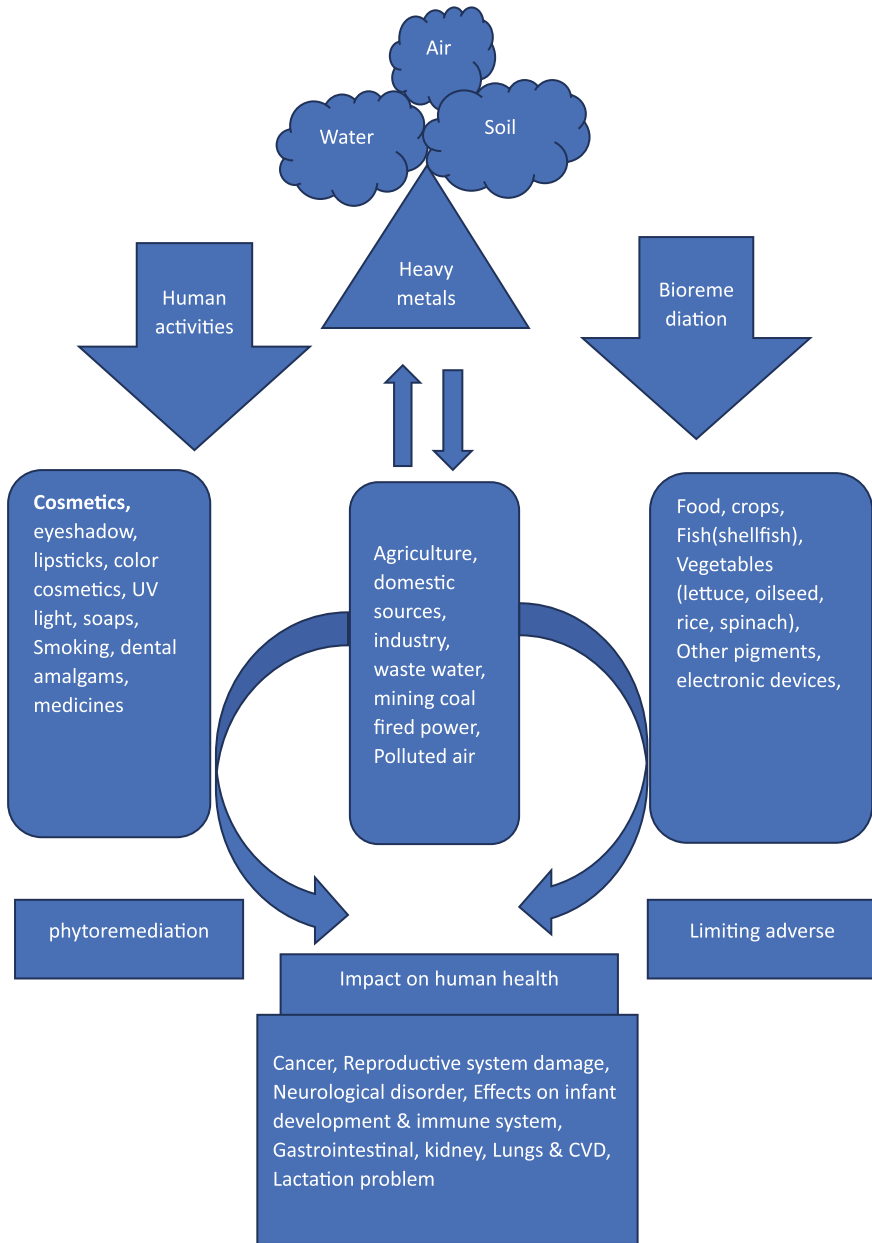 Air
Water
Soil
Heavy
metals
Human
activities
Bioreme
diation
Cosmetics,
eyeshadow,
lipsticks, color
cosmetics, UV
light, soaps,
Smoking, dental
amalgams,
medicines
Agriculture,
domestic
sources,
industry,
waste water,
mining coal
fired power,
Polluted air
Food, crops,
Fish(shellfish),
Vegetables
(lettuce, oilseed,
rice, spinach),
Other pigments,
electronic devices,
phytoremediation
Limiting adverse
Impact on human health
Cancer, Reproductive system damage,
Neurological disorder, Effects on infant
development & immune system,
Gastrointestinal, kidney, Lungs & CVD,
Lactation problem